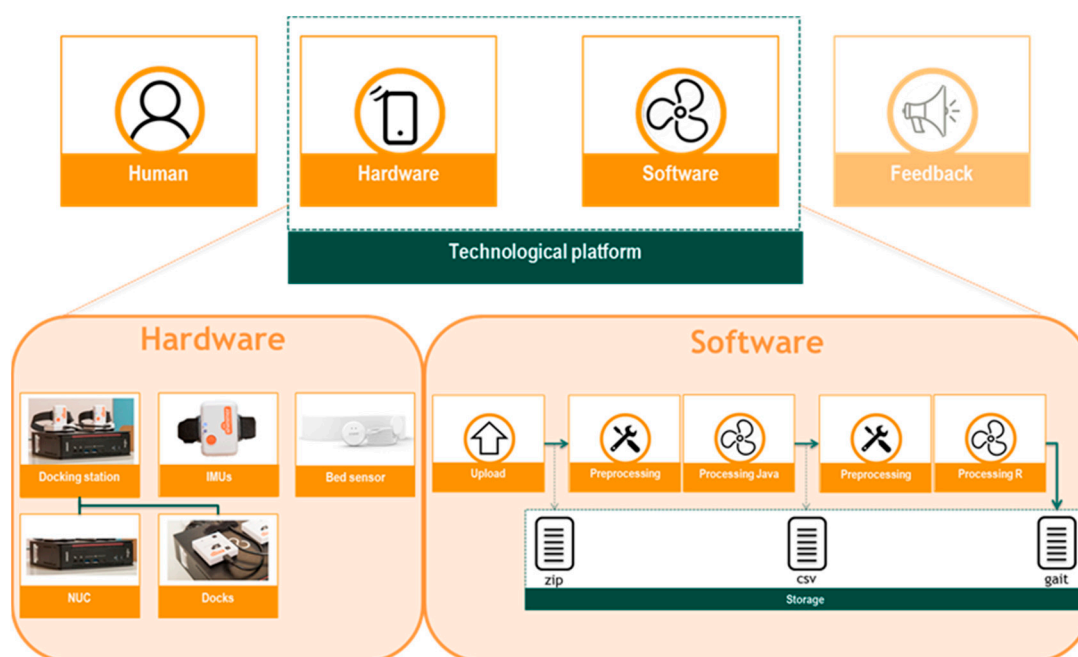 Human
Hardware
Software
Feedback
Technological platform
Hardware
Docking station
IMUs
Bed sensor
NUC
Docks
Software
Upload
Preprocessing
Processing Java
Preprocessing
Processing R
zip
csv
gait
Storage